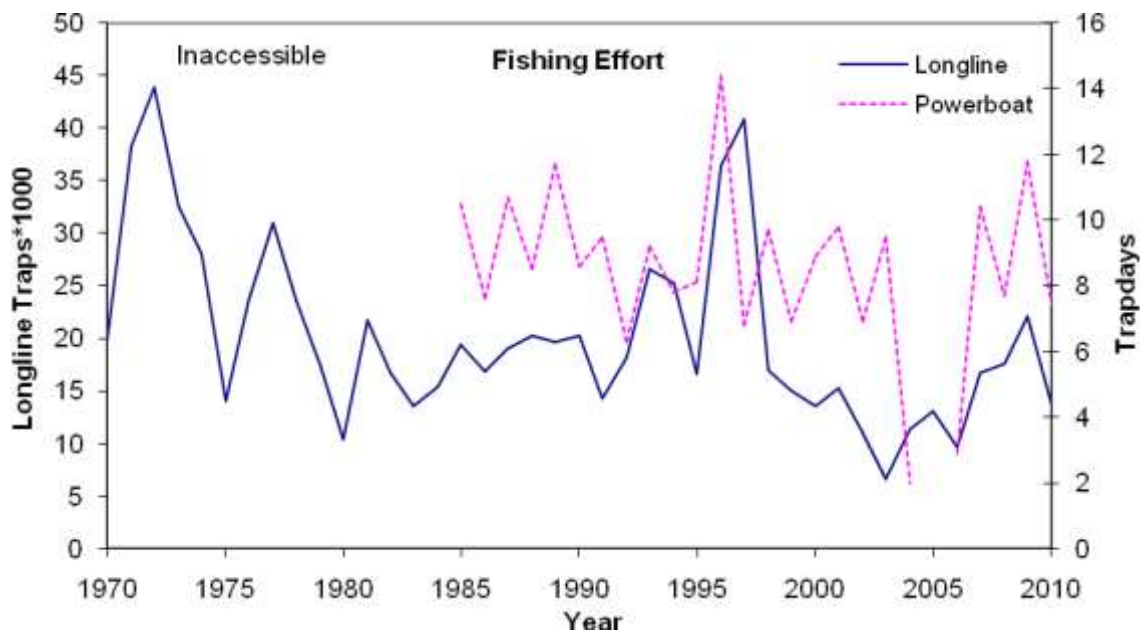 Inaccessible
Fishing Effort
Longline
Powerboat
Longline Traps*1000
50
45
40
35
30
25
20
15
10
5
0
16
14
12
10
8
6
4
2
0
Trapdays
1970 1975 1980 1985 1990 1995 2000 2005 2010
Year